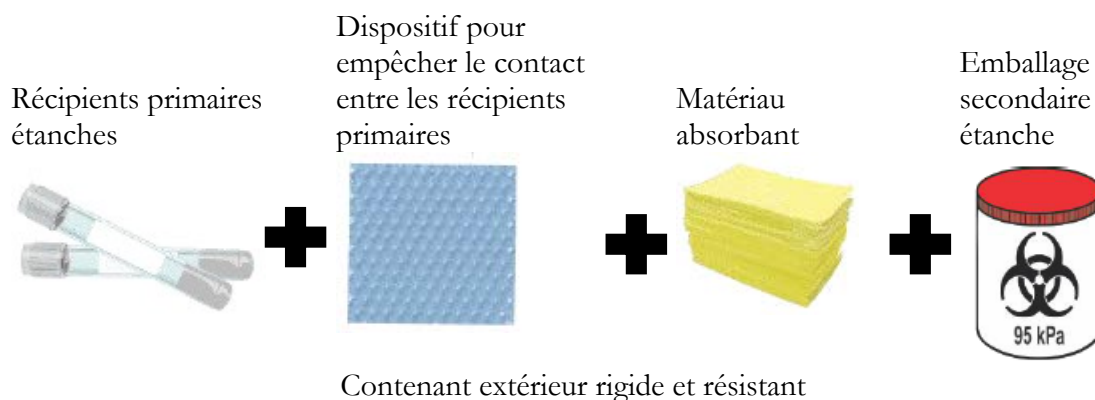 Récipients primaires
étanches
Dispositif pour
empêcher le contact
entre les récipients
primaires
Matériau
absorbant
Emballage
secondaire
étanche
95 kPa
Contenant extérieur rigide et résistant